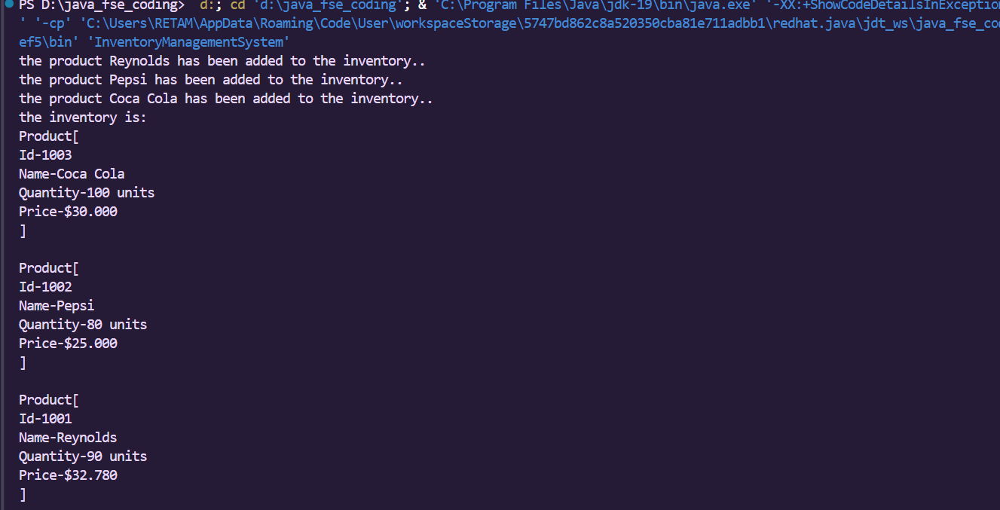 PS D:\java_fse_coding>  d:; cd 'd:\java_fse_coding'; & 'C:\Program Files\Java\jdk-19\bin\java.exe' '-XX:+ShowCodeDetailsInExceptio
' '-cp' 'C:\Users\RETAM\AppData\Roaming\Code\User\workspaceStorage\5747bd862c8a520350cba81e711adbb1\redhat.java\jdt_ws\java_fse_co
ef5\bin' 'InventoryManagementSystem'
the product Reynolds has been added to the inventory..
the product Pepsi has been added to the inventory..
the product Coca Cola has been added to the inventory..
the inventory is:
Product[
Id-1003
Name-Coca Cola
Quantity-100 units
Price-$30.000
]
Product[
Id-1002
Name-Pepsi
Quantity-80 units
Price-$25.000
]
Product[
Id-1001
Name-Reynolds
Quantity-90 units
Price-$32.780
]